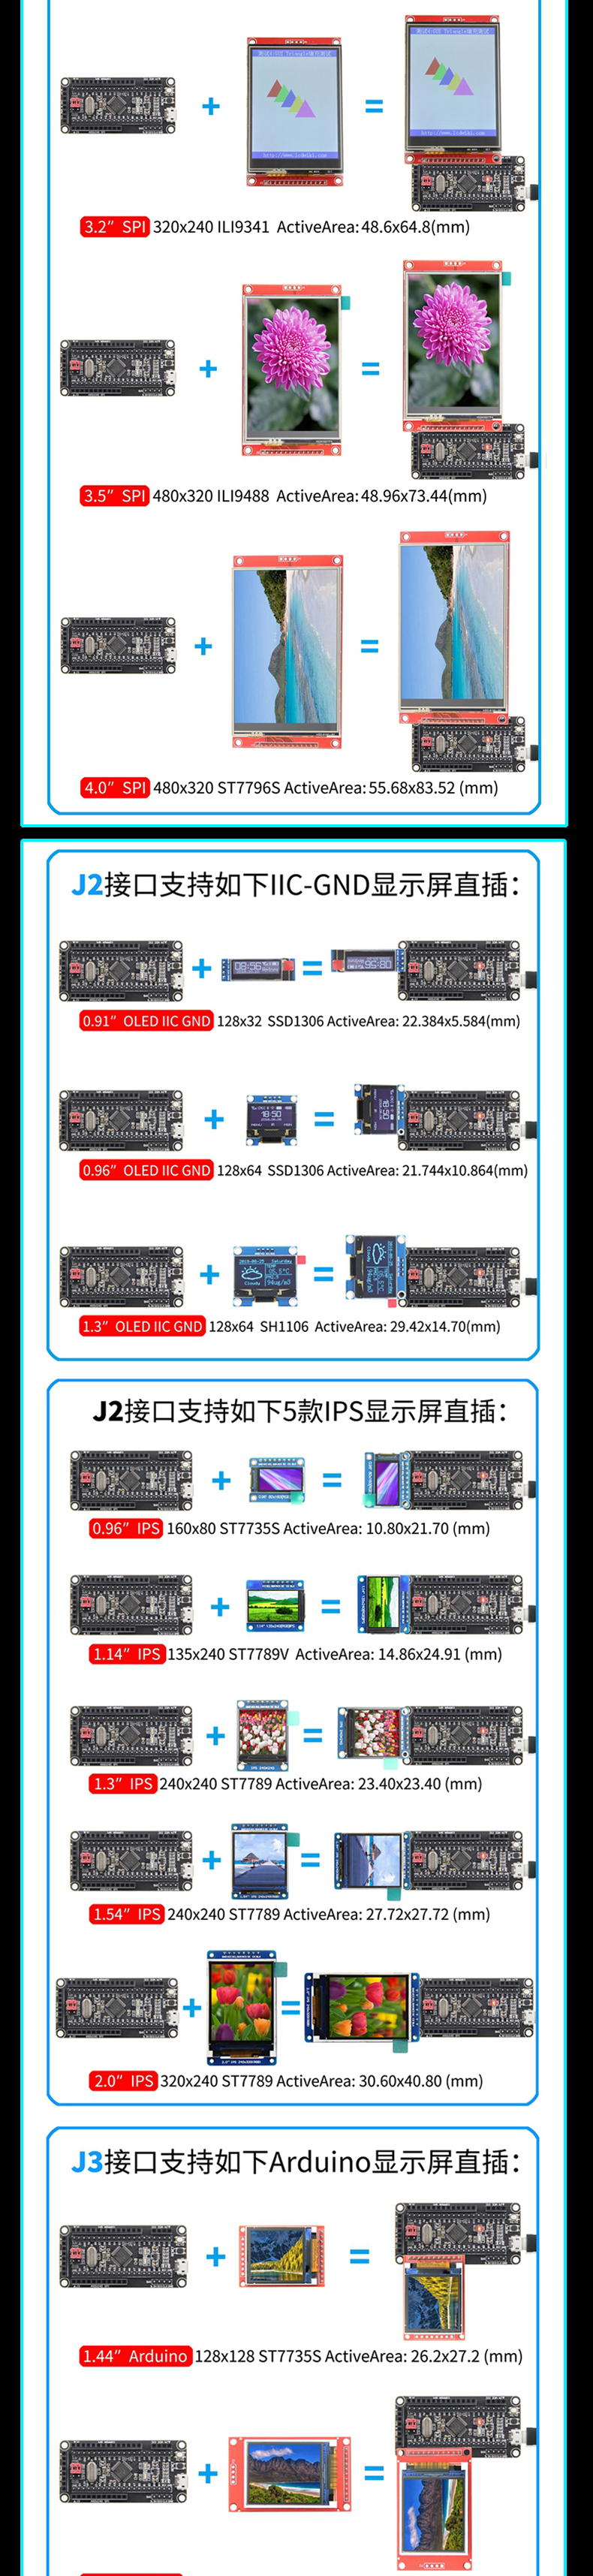 http://www.lcdwiki.com
3.2” SPI 320x240 ILI9341 ActiveArea: 48.6x64.8(mm)
3.5” SPI 480x320 ILI9488 ActiveArea: 48.96x73.44(mm)
4.0” SPI 480x320 ST7796S ActiveArea: 55.68x83.52 (mm)
J2接口支持如下IIC-GND显示屏直插：
08:56
0.91” OLED IIC GND 128x32 SSD1306 ActiveArea: 22.384x5.584(mm)
18:50
0.96” OLED IIC GND 128x64 SSD1306 ActiveArea: 21.744x10.864(mm)
1.3” OLED IIC GND 128x64 SH1106 ActiveArea: 29.42x14.70(mm)
J2接口支持如下5款IPS显示屏直插：
0.96” IPS 160x80 ST7735S ActiveArea: 10.80x21.70 (mm)
1.14” IPS 135x240 ST7789V ActiveArea: 14.86x24.91 (mm)
1.3” IPS 240x240 ST7789 ActiveArea: 23.40x23.40 (mm)
1.54” IPS 240x240 ST7789 ActiveArea: 27.72x27.72 (mm)
2.0” IPS 320x240 ST7789 ActiveArea: 30.60x40.80 (mm)
J3接口支持如下Arduino显示屏直插：
1.44” Arduino 128x128 ST7735S ActiveArea: 26.2x27.2 (mm)